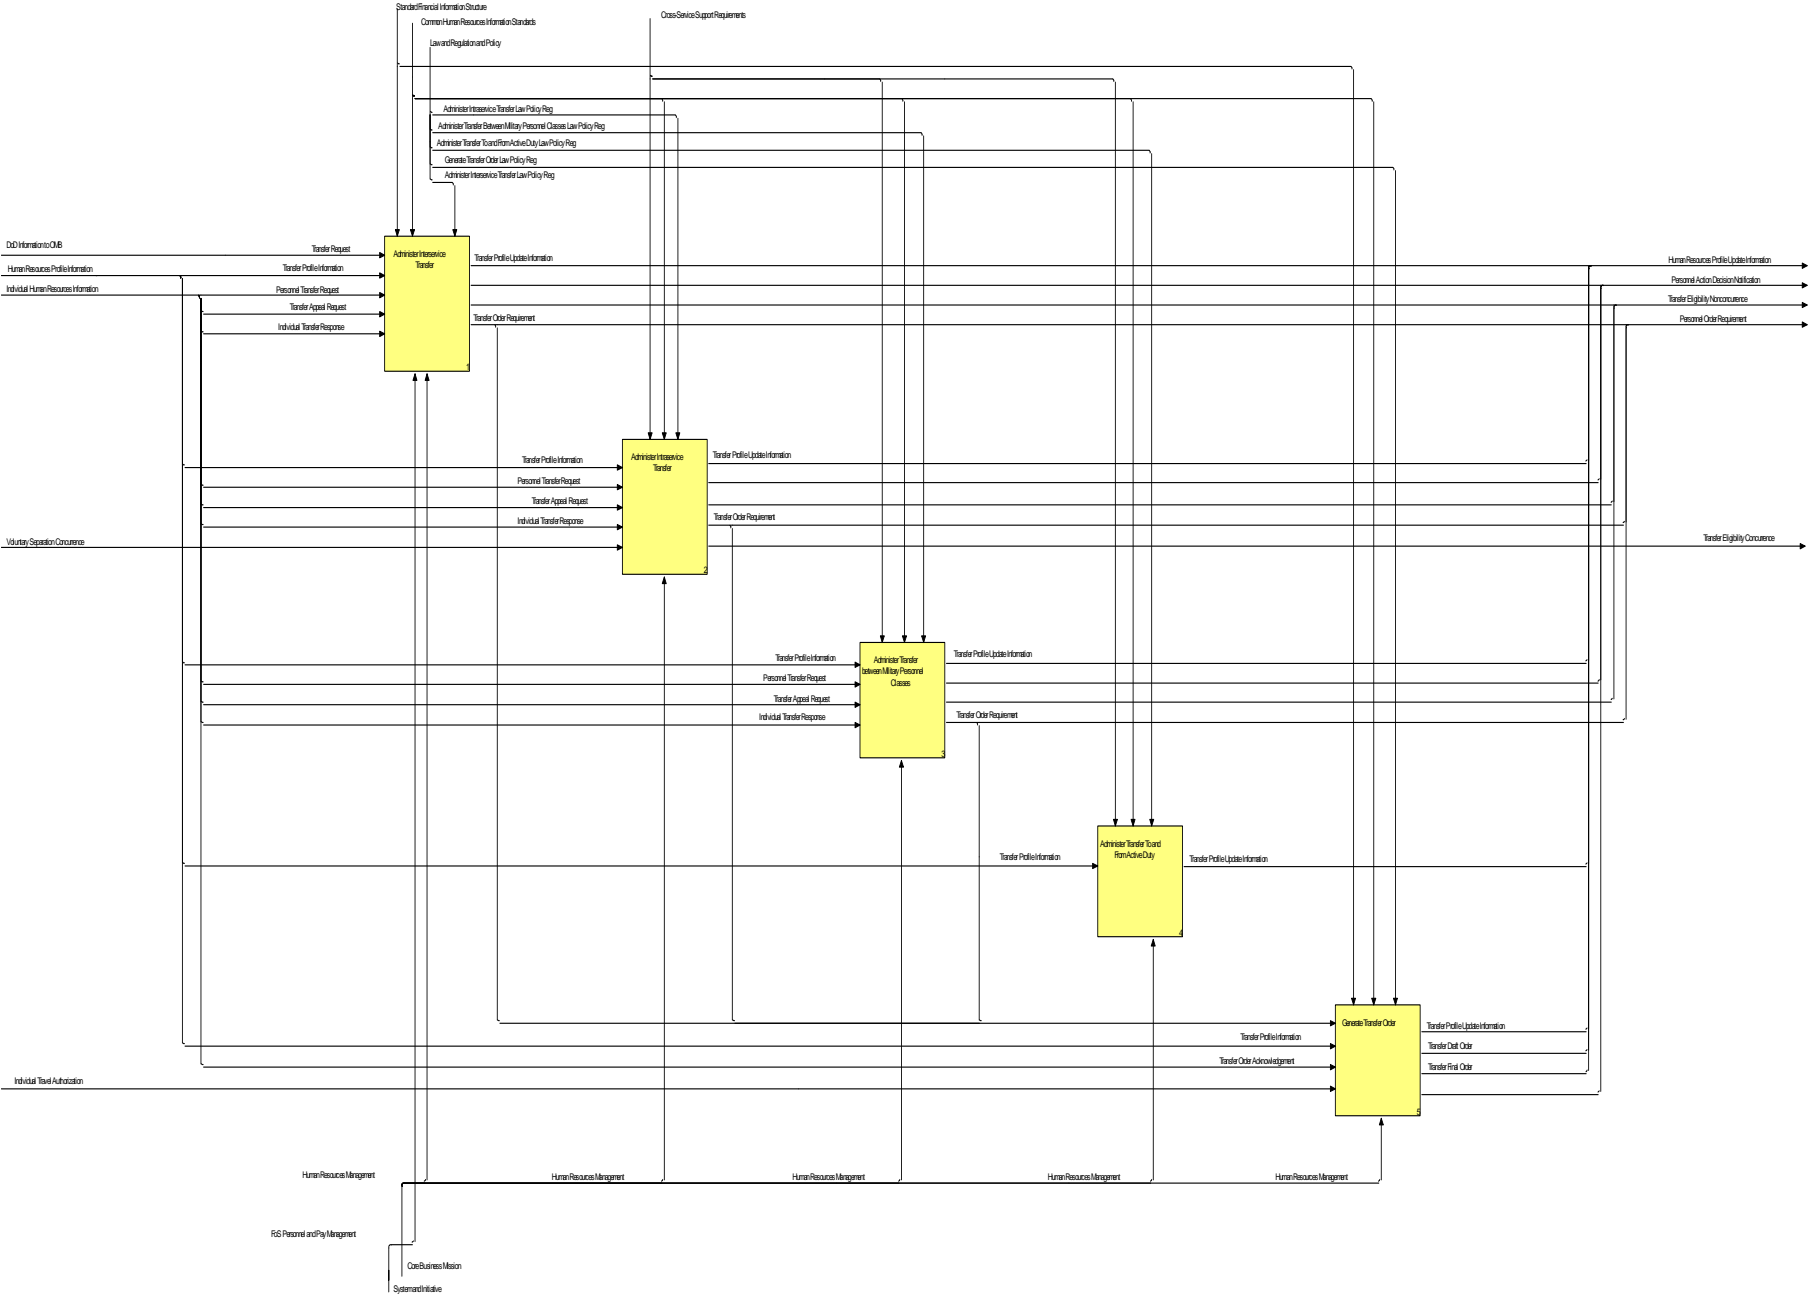 Standard Financial Information Structure
Common Human Resources Information Standards
Cross-Service Support Requirements
Law and Regulation and Policy
Administer Intraservice Transfer Law Policy Reg
Administer Transfer Between Military Personnel Classes Law Policy Reg
Administer Transfer To and From Active Duty Law Policy Reg
Generate Transfer Order Law Policy Reg
Administer Interservice Transfer Law Policy Reg
DoD Information to OMB
Transfer Request
Administer Interservice
Transfer
Transfer Profile Update Information
Human Resources Profile Update Information
Human Resources Profile Information
Transfer Profile Information
Personnel Action Decision Notification
Individual Human Resources Information
Personnel Transfer Request
Transfer Eligibility Nonconcurrence
Transfer Appeal Request
Transfer Order Requirement
Personnel Order Requirement
Individual Transfer Response
1
Administer Intraservice
Transfer
Transfer Profile Update Information
Transfer Profile Information
Personnel Transfer Request
Transfer Appeal Request
Individual Transfer Response
Transfer Order Requirement
Voluntary Separation Concurrence
Transfer Eligibility Concurrence
2
Transfer Profile Information
Administer Transfer
between Military Personnel
Classes
Transfer Profile Update Information
Personnel Transfer Request
Transfer Appeal Request
Individual Transfer Response
Transfer Order Requirement
3
Administer Transfer To and
From Active Duty
Transfer Profile Information
Transfer Profile Update Information
4
Generate Transfer Order
Transfer Profile Update Information
Transfer Profile Information
Transfer Draft Order
Transfer Order Acknowledgement
Transfer Final Order
Individual Travel Authorization
5
Human Resources Management
Human Resources Management
Human Resources Management
Human Resources Management
Human Resources Management
FoS Personnel and Pay Management
Core Business Mission
System and Initiative